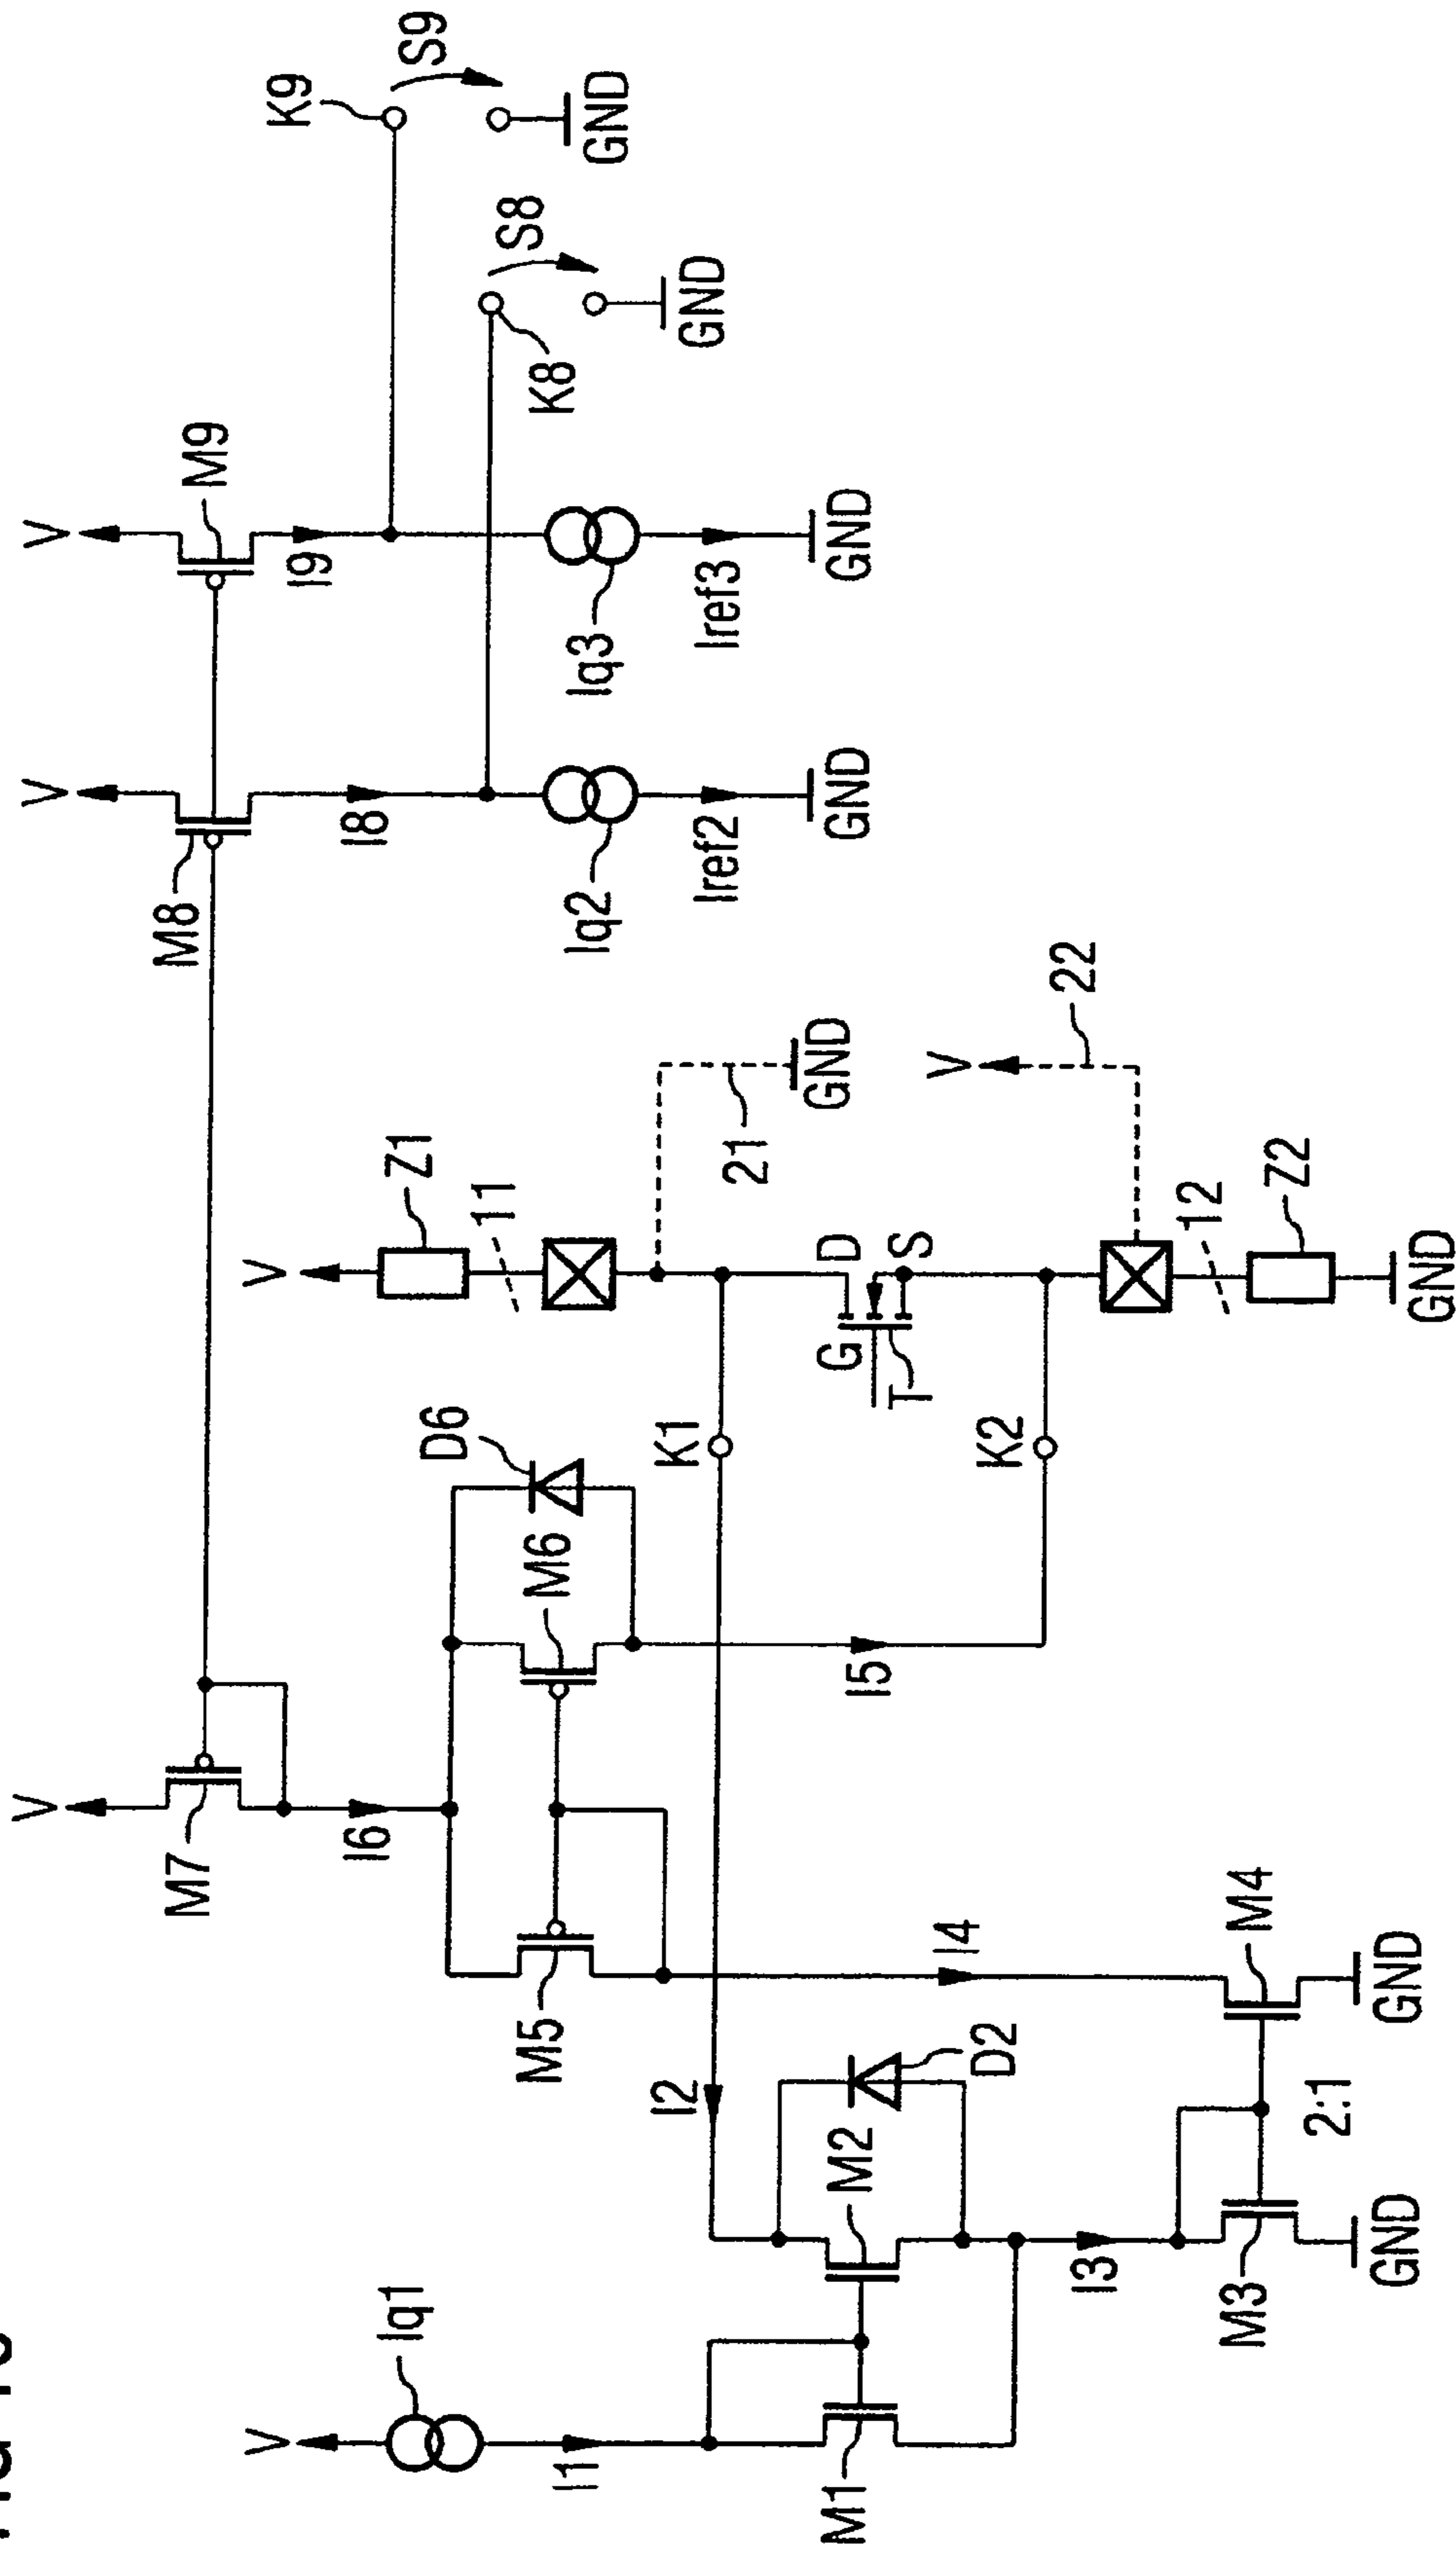 V
V
V
M7
M8
M9
I6
I8
I9
K9
S9
GND
K8
S8
GND
Iq2
Iq3
Iref2
Iref3
GND
GND
V
Iq1
I1
M5
M6
D6
V
Z1
11
21
GND
K1
I2
I4
I5
G
D
S
T
K2
V
22
M1
M2
D2
I3
12
Z2
GND
M3
2:1
M4
GND
GND